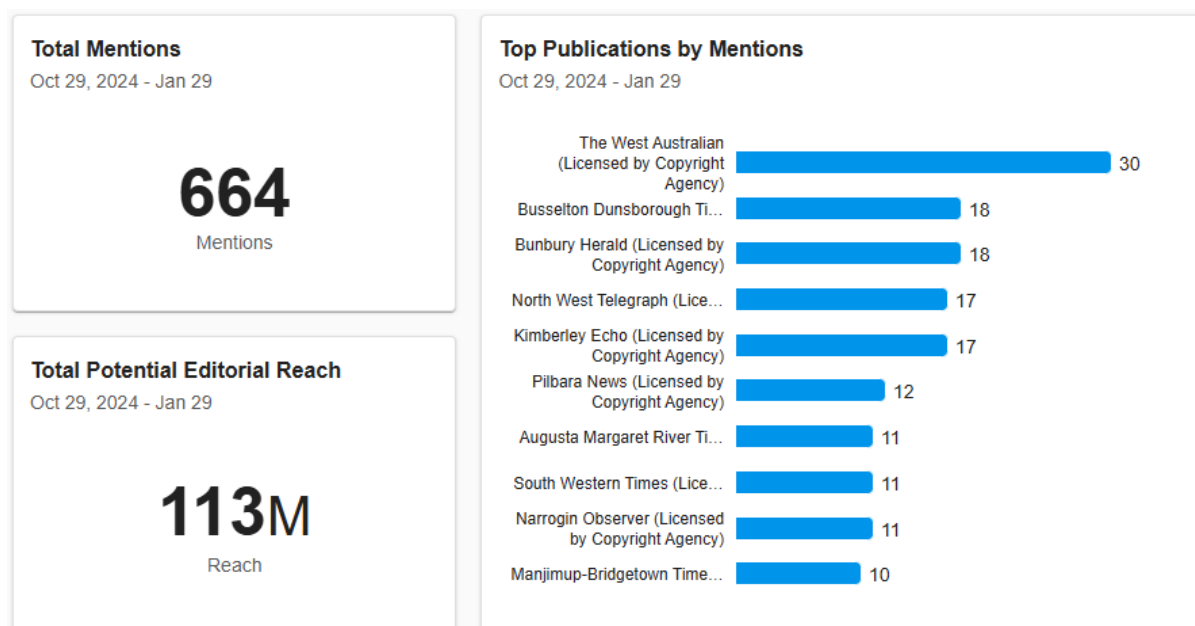 Total Mentions
Oct 29, 2024 - Jan 29
664
Mentions
Total Potential Editorial Reach
Oct 29, 2024 - Jan 29
113M
Reach
Top Publications by Mentions
Oct 29, 2024 - Jan 29
The West Australian
(Licensed by Copyright
Agency)
30
Busselton Dunsborough Ti...
18
Bunbury Herald (Licensed by
Copyright Agency)
18
North West Telegraph (Lice...
17
Kimberley Echo (Licensed by
Copyright Agency)
17
Pilbara News (Licensed by
Copyright Agency)
12
Augusta Margaret River Ti...
11
South Western Times (Lice...
11
Narrogin Observer (Licensed
by Copyright Agency)
11
Manjimup-Bridgetown Time...
10